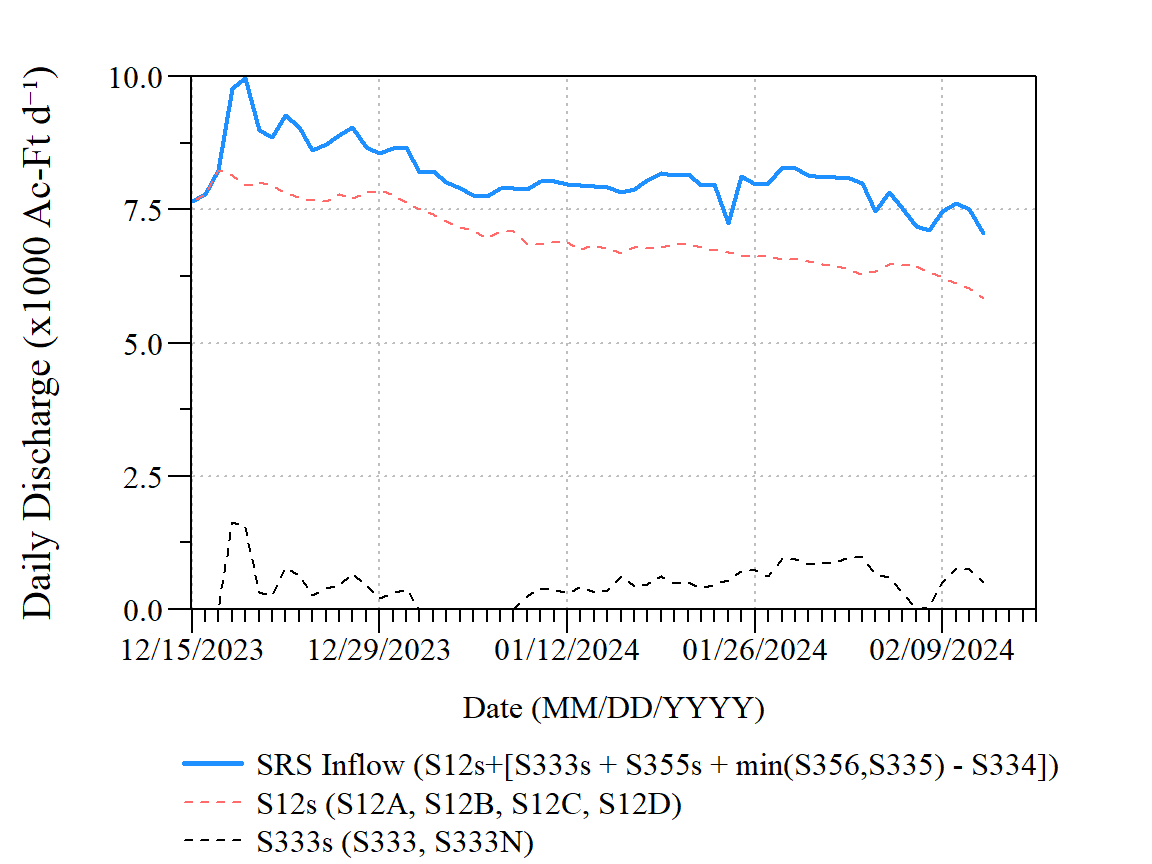 Daily Discharge (x1000 Ac-Ft d⁻¹)
10.0
7.5
5.0
2.5
0.0
12/15/2023 12/29/2023 01/12/2024 01/26/2024 02/09/2024
Date (MM/DD/YYYY)
SRS Inflow (S12s+[S333s + S355s + min(S356,S335) - S334])
S12s (S12A, S12B, S12C, S12D)
S333s (S333, S333N)